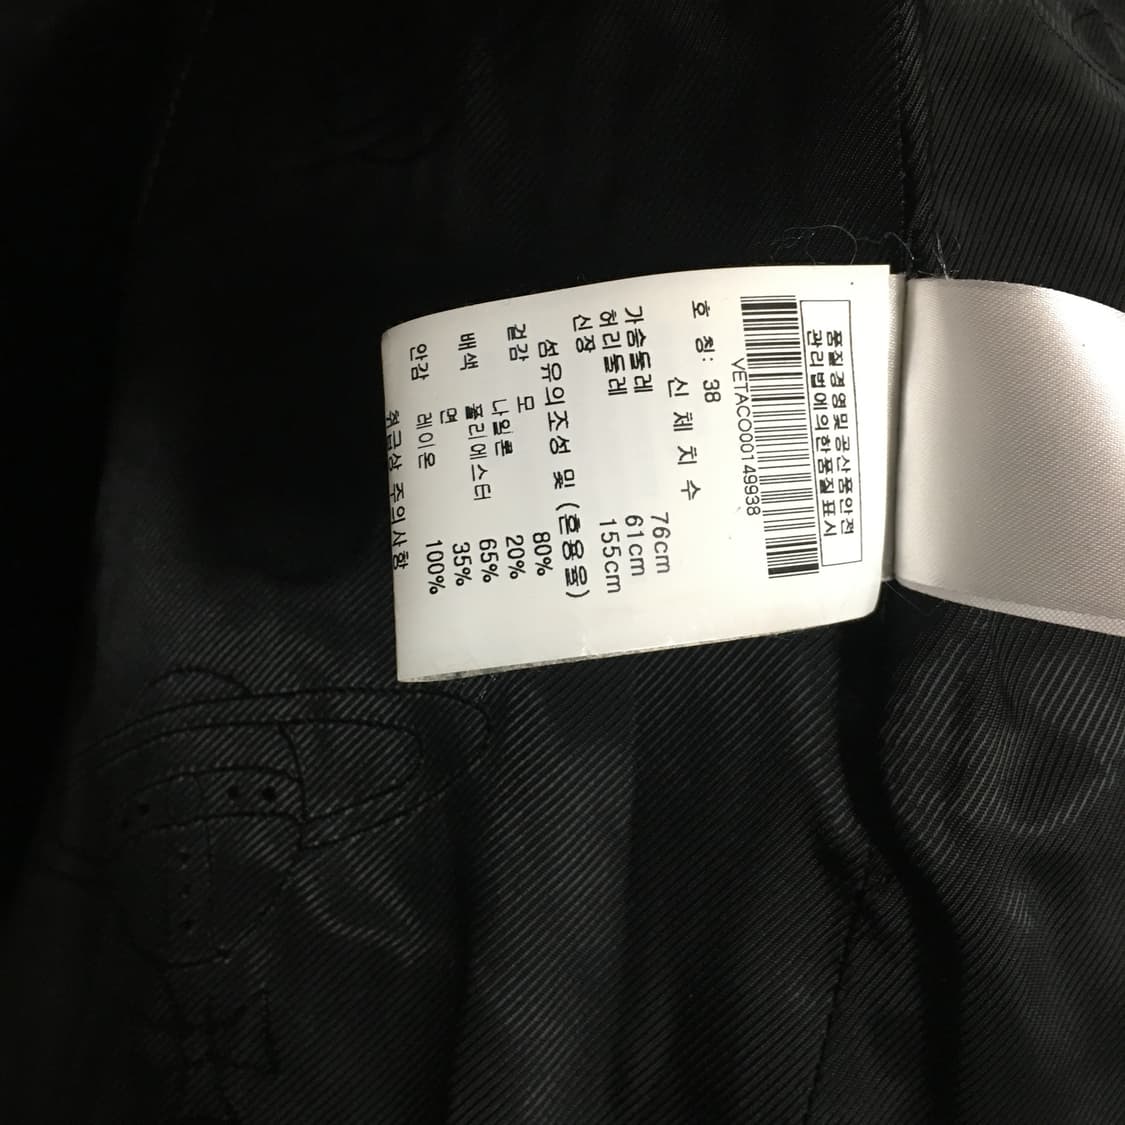 품질경영및 공산품안전
관리법에의한품질표시
VETACO00149938
호 칭: 38
신 체 치 수
가슴둘레 76cm
허리둘레 61cm
신장 155cm
섬유의조성 및 (혼용율)
겉감 모 80%
나일론 20%
배색 폴리에스터 65%
면 35%
안감 레이온 100%
취급상 주의사항